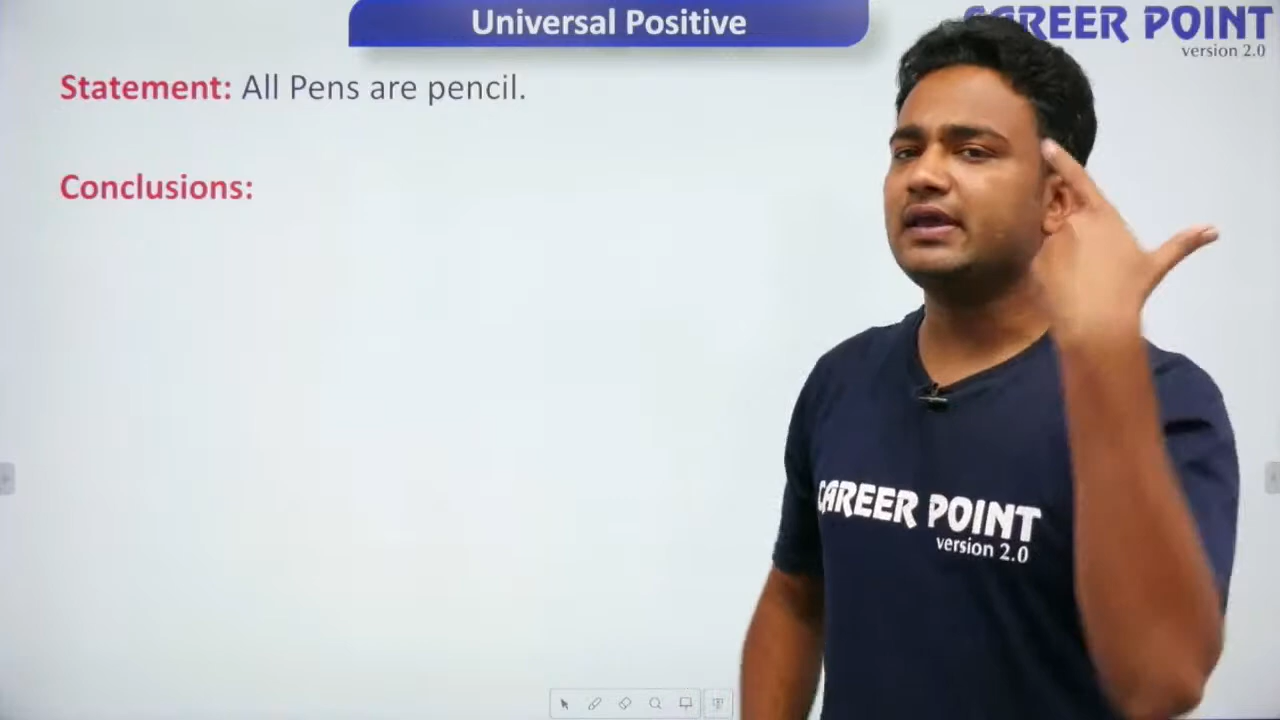 Universal Positive
CAREER POINT
version 2.0
Statement: All Pens are pencil.
Conclusions:
CAREER POINT
version 2.0